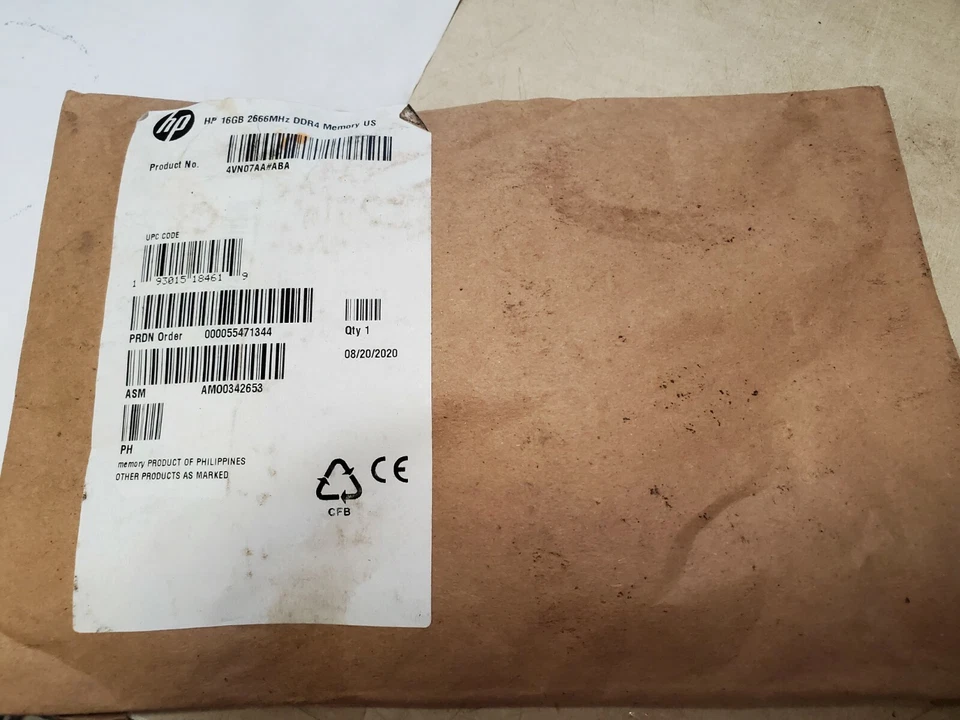 hp HP 16GB 2666MHz DDR4 Memory US
Product No.
4VN07AA#ABA
UPC CODE
1 93015 18461 9
PRDN Order 000055471344
Qty 1
08/20/2020
ASM AM00342653
PH
memory PRODUCT OF PHILIPPINES
OTHER PRODUCTS AS MARKED
CE
CFB